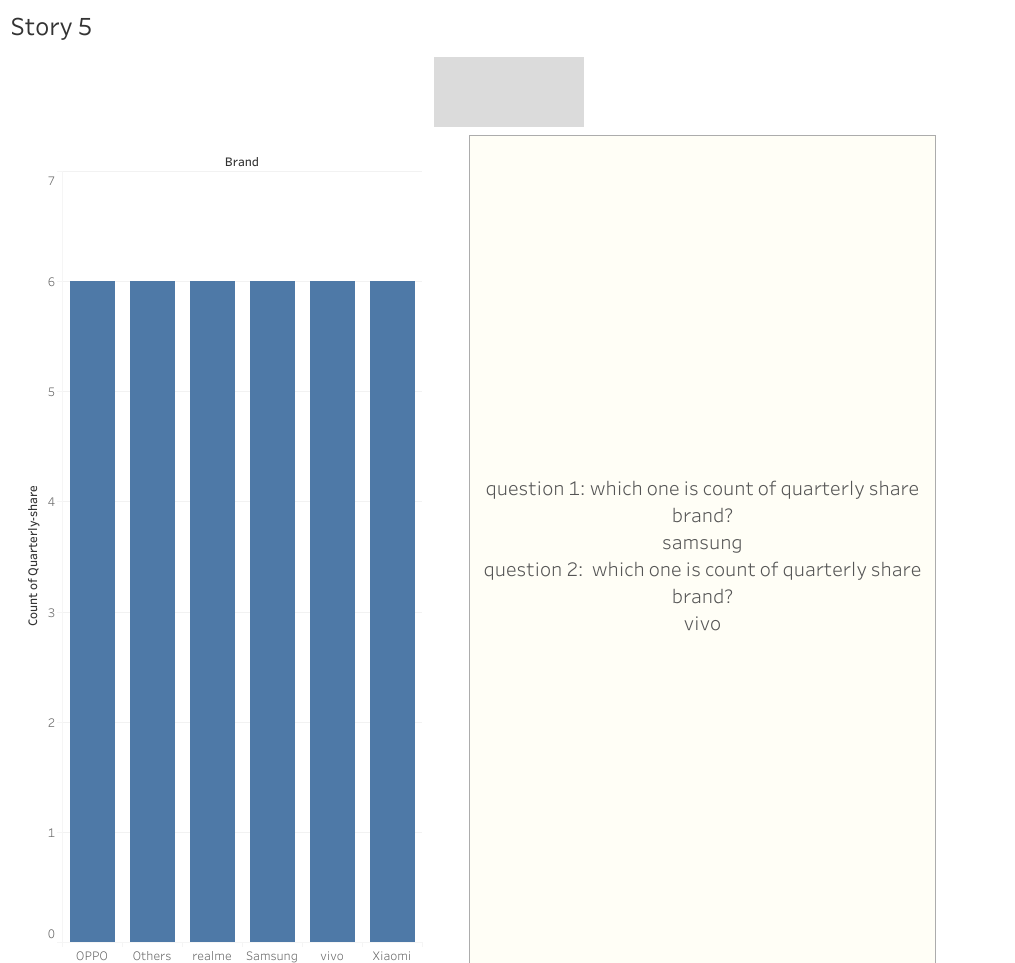 Story 5
Brand
7
6
5
4
3
2
1
0
Count of Quarterly-share
OPPO Others realme Samsung vivo Xiaomi
question 1: which one is count of quarterly share
brand?
samsung
question 2:  which one is count of quarterly share
brand?
vivo